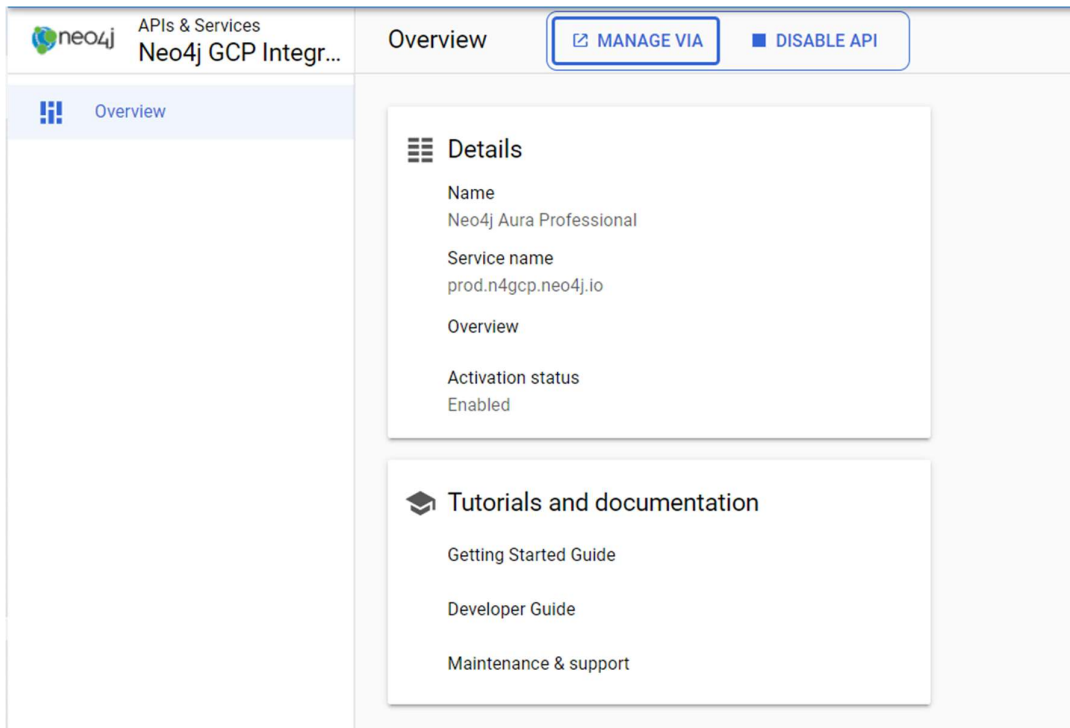 neo4j
APIs & Services
Neo4j GCP Integr...
Overview
MANAGE VIA
DISABLE API
Overview
Details
Name
Neo4j Aura Professional
Service name
prod.n4gcp.neo4j.io
Overview
Activation status
Enabled
Tutorials and documentation
Getting Started Guide
Developer Guide
Maintenance & support